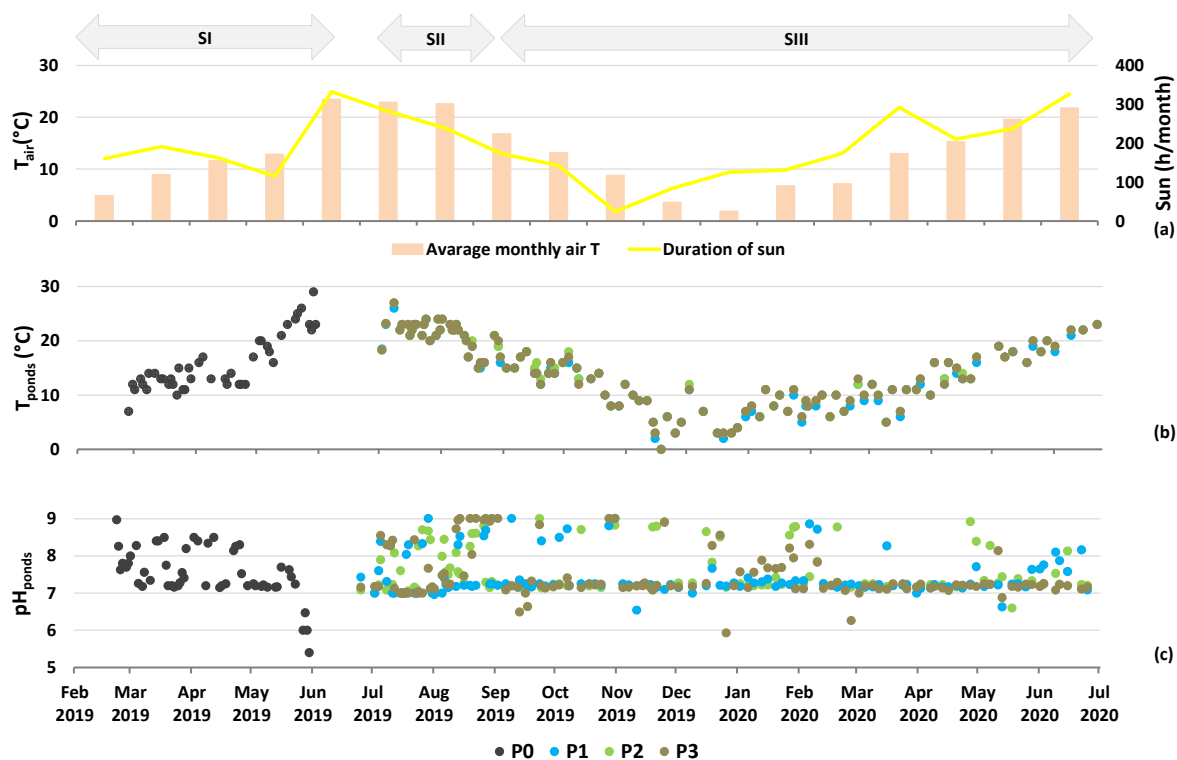 SI SII SIII
30 400
20 300
10 200
0 100
0
T_air (°C)
Sun (h/month)
(a)
Avarage monthly air T Duration of sun
30
20
10
0
T_ponds (°C)
(b)
9
8
7
6
5
pH_ponds
(c)
Feb Mar Apr May Jun Jul Aug Sep Oct Nov Dec Jan Feb Mar Apr May Jun Jul
2019 2019 2019 2019 2019 2019 2019 2019 2019 2019 2019 2020 2020 2020 2020 2020 2020 2020
P0 P1 P2 P3